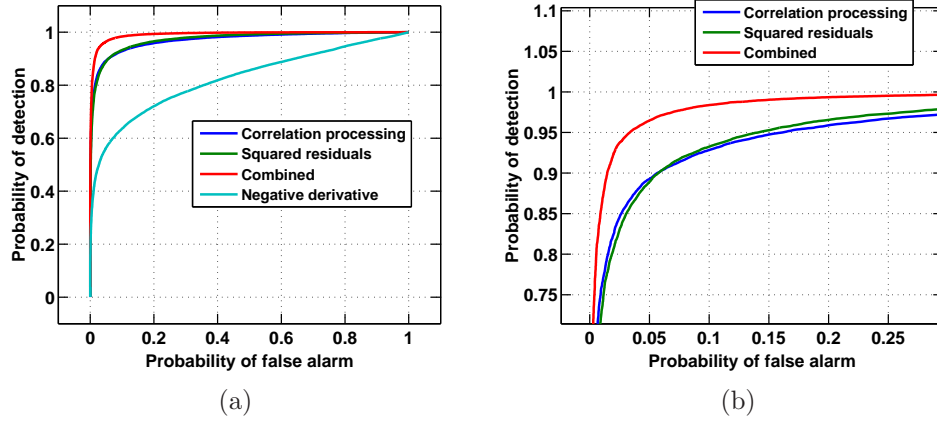 1
0.8
0.6
0.4
0.2
0
Probability of detection
Correlation processing
Squared residuals
Combined
Negative derivative
0 0.2 0.4 0.6 0.8 1
Probability of false alarm
(a)
1.1
1.05
1
0.95
0.9
0.85
0.8
0.75
Probability of detection
Correlation processing
Squared residuals
Combined
0 0.05 0.1 0.15 0.2 0.25
Probability of false alarm
(b)